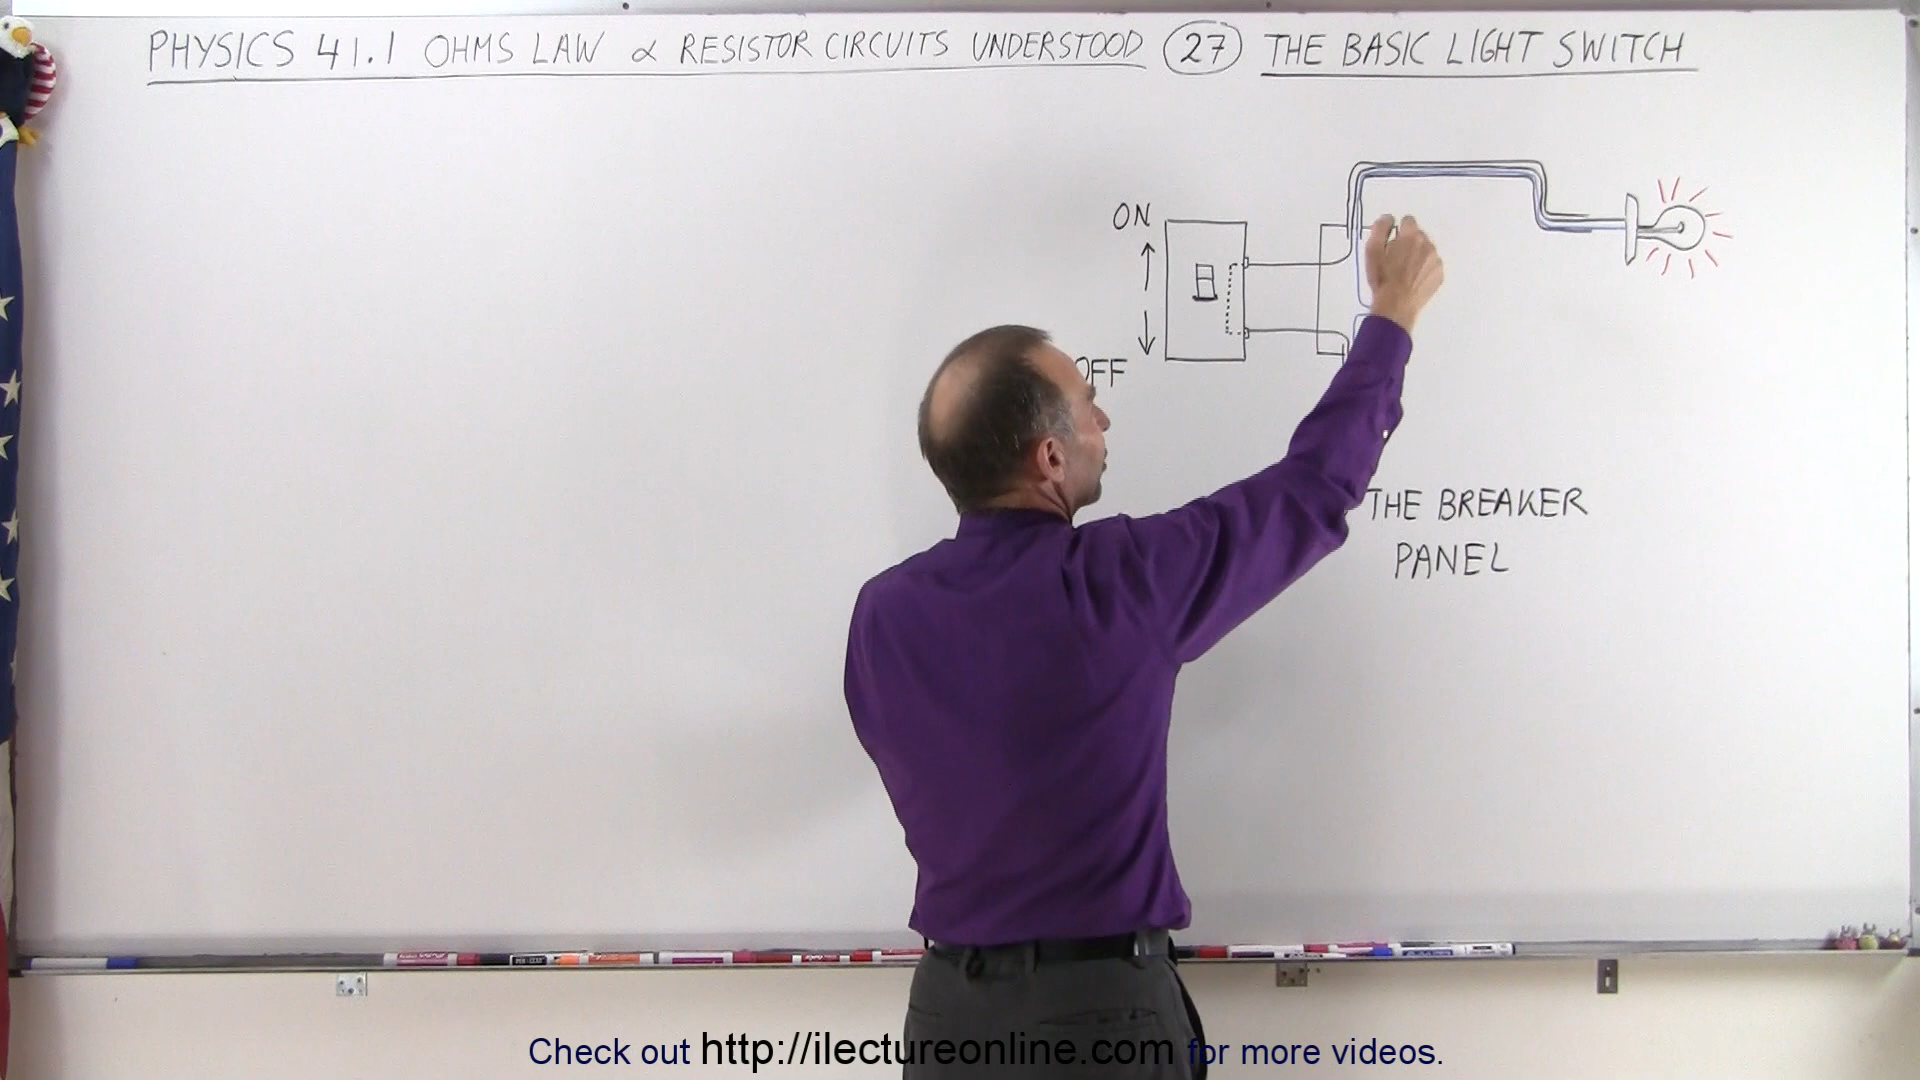 PHYSICS 41.1 OHMS LAW & RESISTOR CIRCUITS UNDERSTOOD 27 THE BASIC LIGHT SWITCH
ON
OFF
THE BREAKER
PANEL
Check out http://ilectureonline.com for more videos.